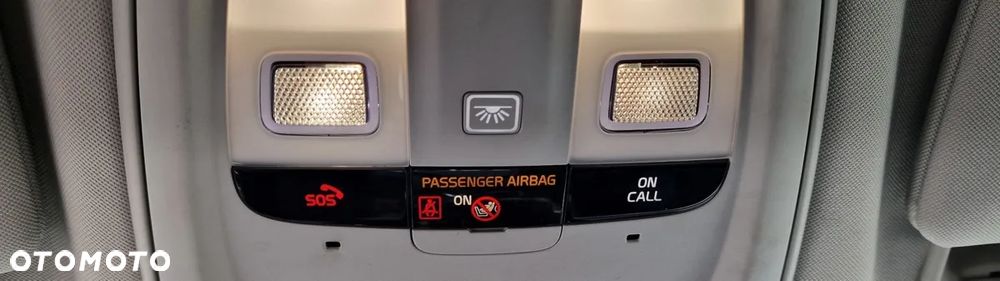 SOS
PASSENGER AIRBAG
ON
ON
CALL
OTOMOTO